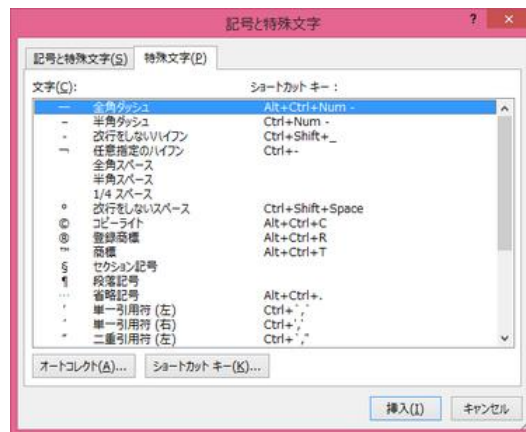 記号と特殊文字
? ×
記号と特殊文字(S) 特殊文字(P)
文字(C): ショートカット キー：
— 全角ダッシュ Alt+Ctrl+Num -
– 半角ダッシュ Ctrl+Num -
- 改行をしないハイフン Ctrl+Shift+_
¬ 任意指定のハイフン Ctrl+-
全角スペース
半角スペース
1/4 スペース
° 改行をしないスペース Ctrl+Shift+Space
© コピーライト Alt+Ctrl+C
® 登録商標 Alt+Ctrl+R
™ 商標 Alt+Ctrl+T
§ セクション記号
¶ 段落記号
… 省略記号 Alt+Ctrl+.
‘ 単一引用符 (左) Ctrl+`,`
’ 単一引用符 (右) Ctrl+','
“ 二重引用符 (左) Ctrl+`,"
オートコレクト(A)... ショートカット キー(K)...
挿入(I) キャンセル